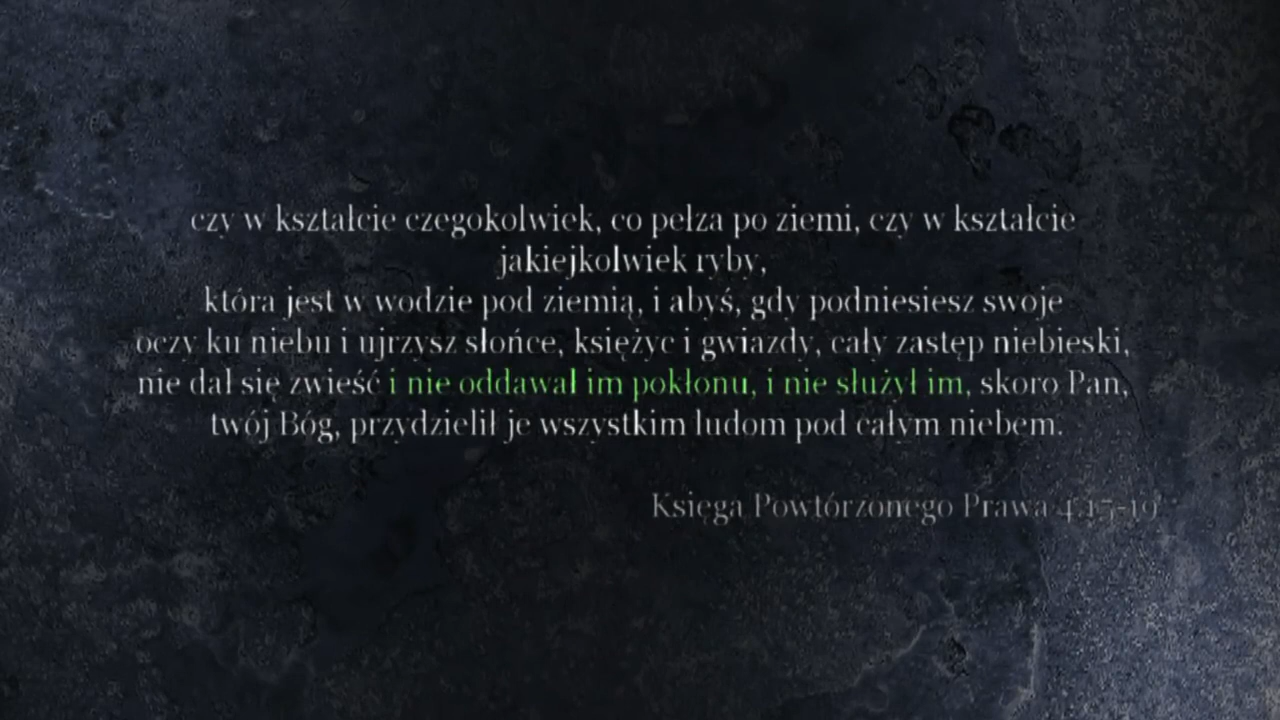 czy w kształcie czegokolwiek, co pełza po ziemi, czy w kształcie
jakiejkolwiek ryby,
która jest w wodzie pod ziemią, i abyś, gdy podniesiesz swoje
oczy ku niebu i ujrzysz słońce, księżyc i gwiazdy, cały zastęp niebieski,
nie dał się zwieść i nie oddawał im pokłonu, i nie służył im, skoro Pan,
twój Bóg, przydzielił je wszystkim ludom pod całym niebem.
Księga Powtórzonego Prawa 4,15-19